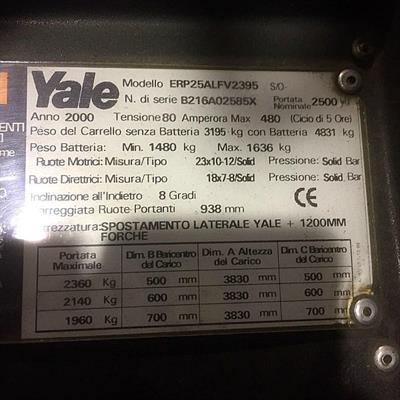 Yale
Modello ERP25ALFV2395 S/O-
N. di serie B216A02585X Portata Nominale 2500
Anno 2000 Tensione 80 Amperora Max 480 (Ciclo di 5 Ore)
Peso del Carrello senza Batteria 3195 kg con Batteria 4831 kg
Peso Batteria: Min. 1480 kg Max. 1636 kg
Ruote Motrici: Misura/Tipo 23x10-12/Solid Pressione: Solid Bar
Ruote Direttrici: Misura/Tipo 18x7-8/Solid Pressione: Solid Bar
Inclinazione all'Indietro 8 Gradi CE
Carreggiata Ruote Portanti 938 mm
SPOSTAMENTO LATERALE YALE + 1200MM
FORCHE
Portata Massimale Dim. B Baricentro del Carico Dim. A Altezza del Carico Dim. C Baricentro del Carico
2360 Kg 500 mm 3830 mm 500 mm
2140 Kg 600 mm 3830 mm 600 mm
1960 Kg 700 mm 3830 mm 700 mm